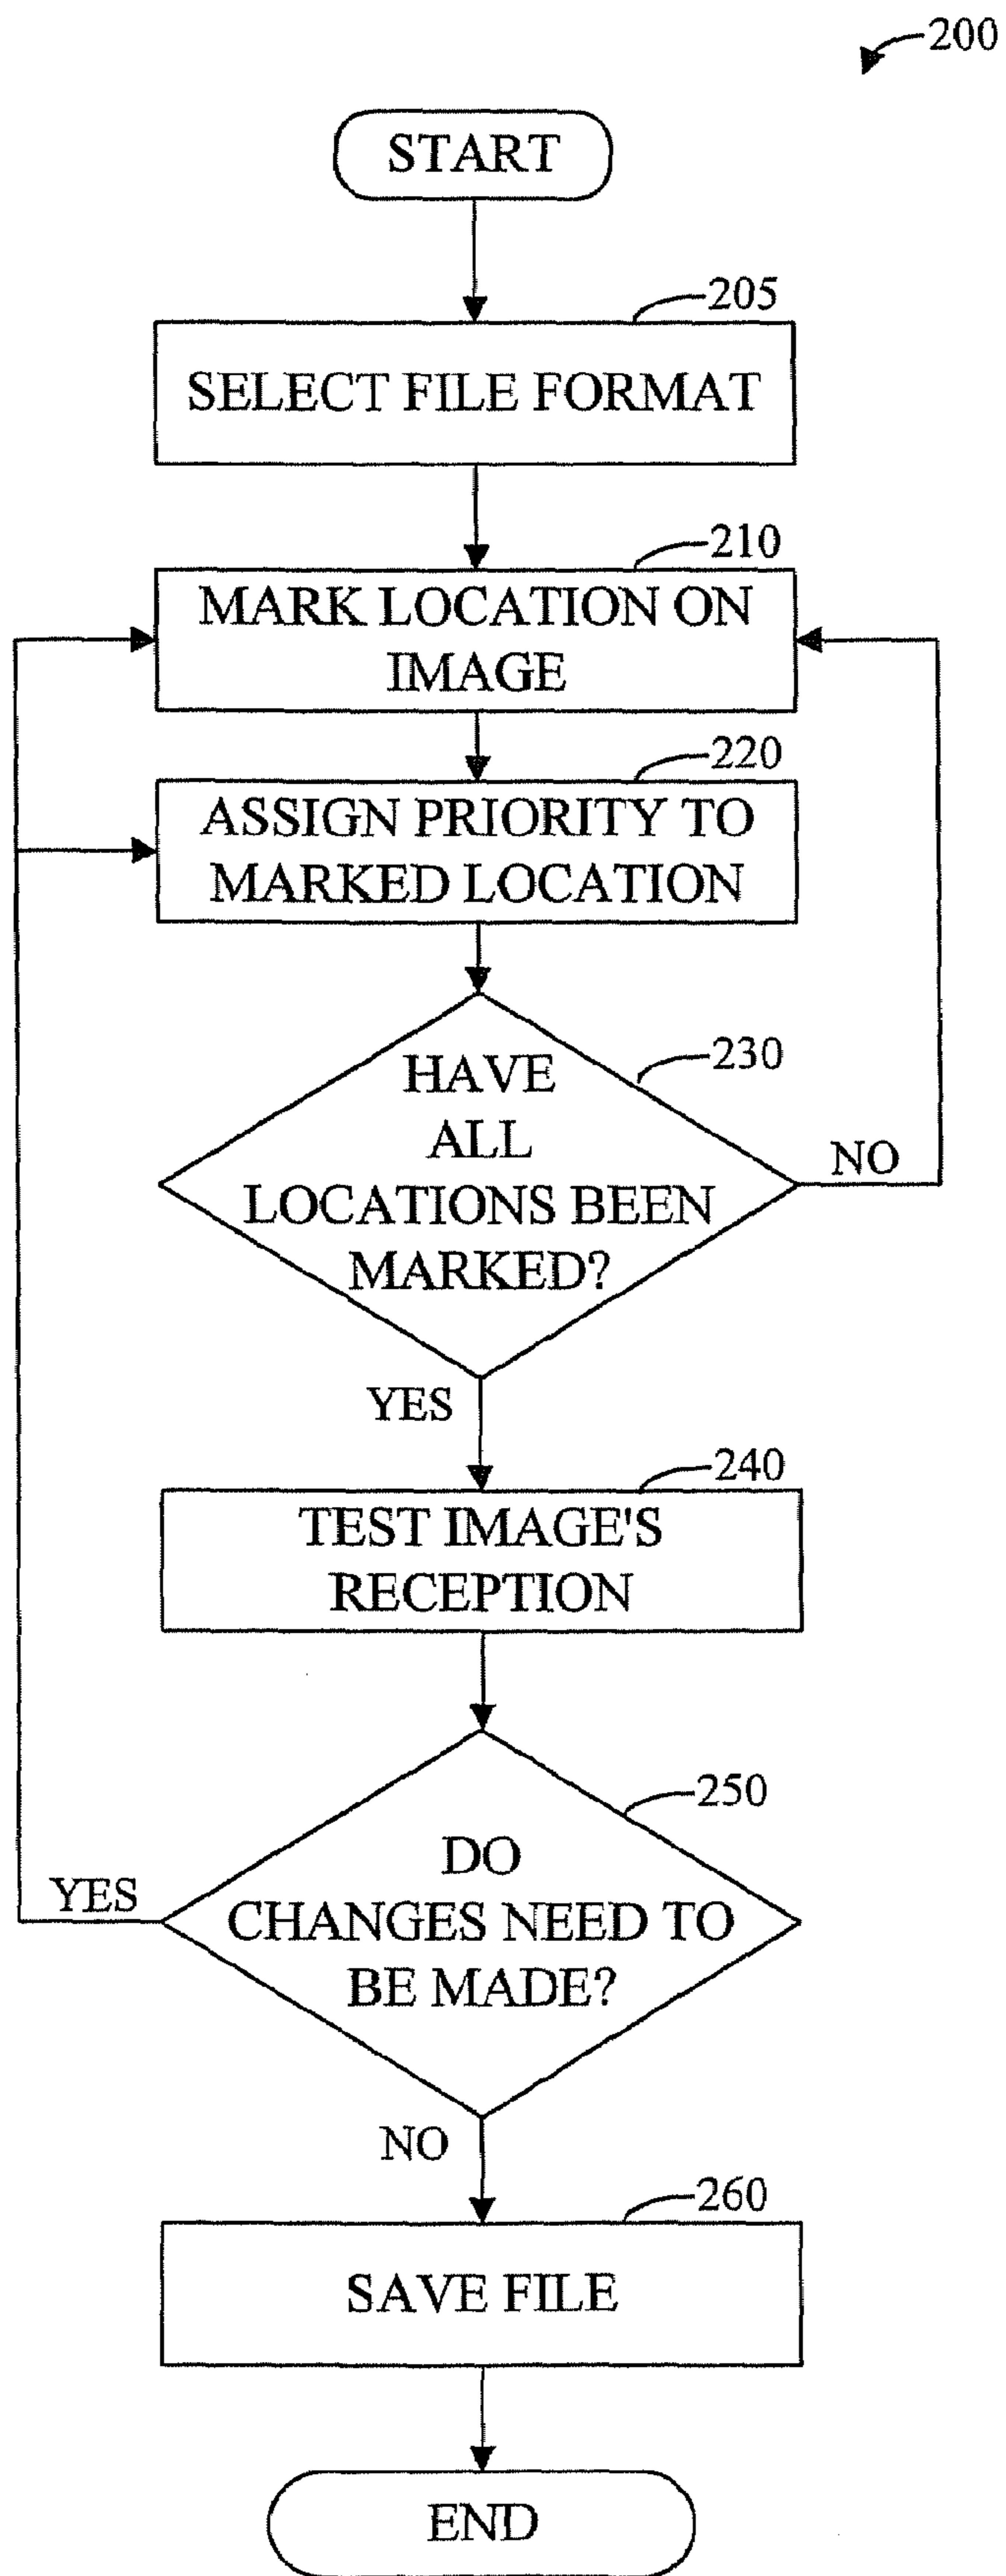 200
START
205
SELECT FILE FORMAT
210
MARK LOCATION ON
IMAGE
220
ASSIGN PRIORITY TO
MARKED LOCATION
230
HAVE
ALL
LOCATIONS BEEN
MARKED?
NO
YES
240
TEST IMAGE'S
RECEPTION
250
DO
CHANGES NEED TO
BE MADE?
YES
NO
260
SAVE FILE
END